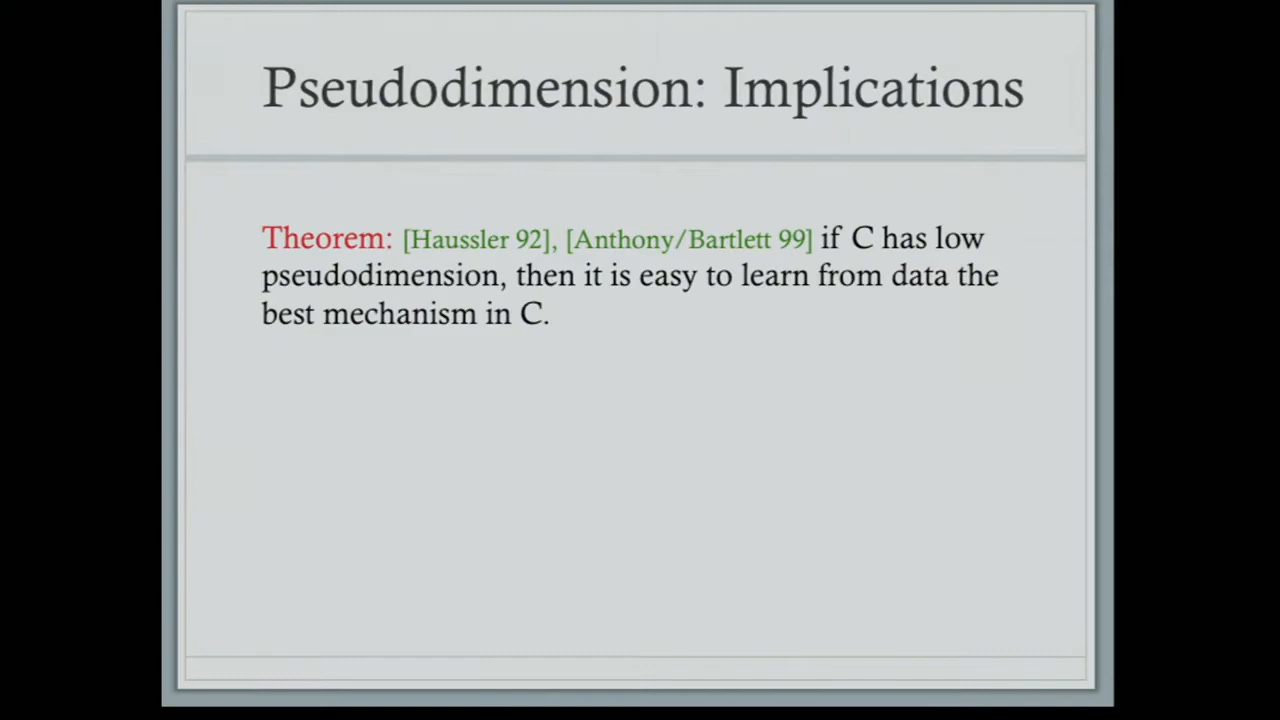 Pseudodimension: Implications
Theorem: [Haussler 92], [Anthony/Bartlett 99] if C has low
pseudodimension, then it is easy to learn from data the
best mechanism in C.